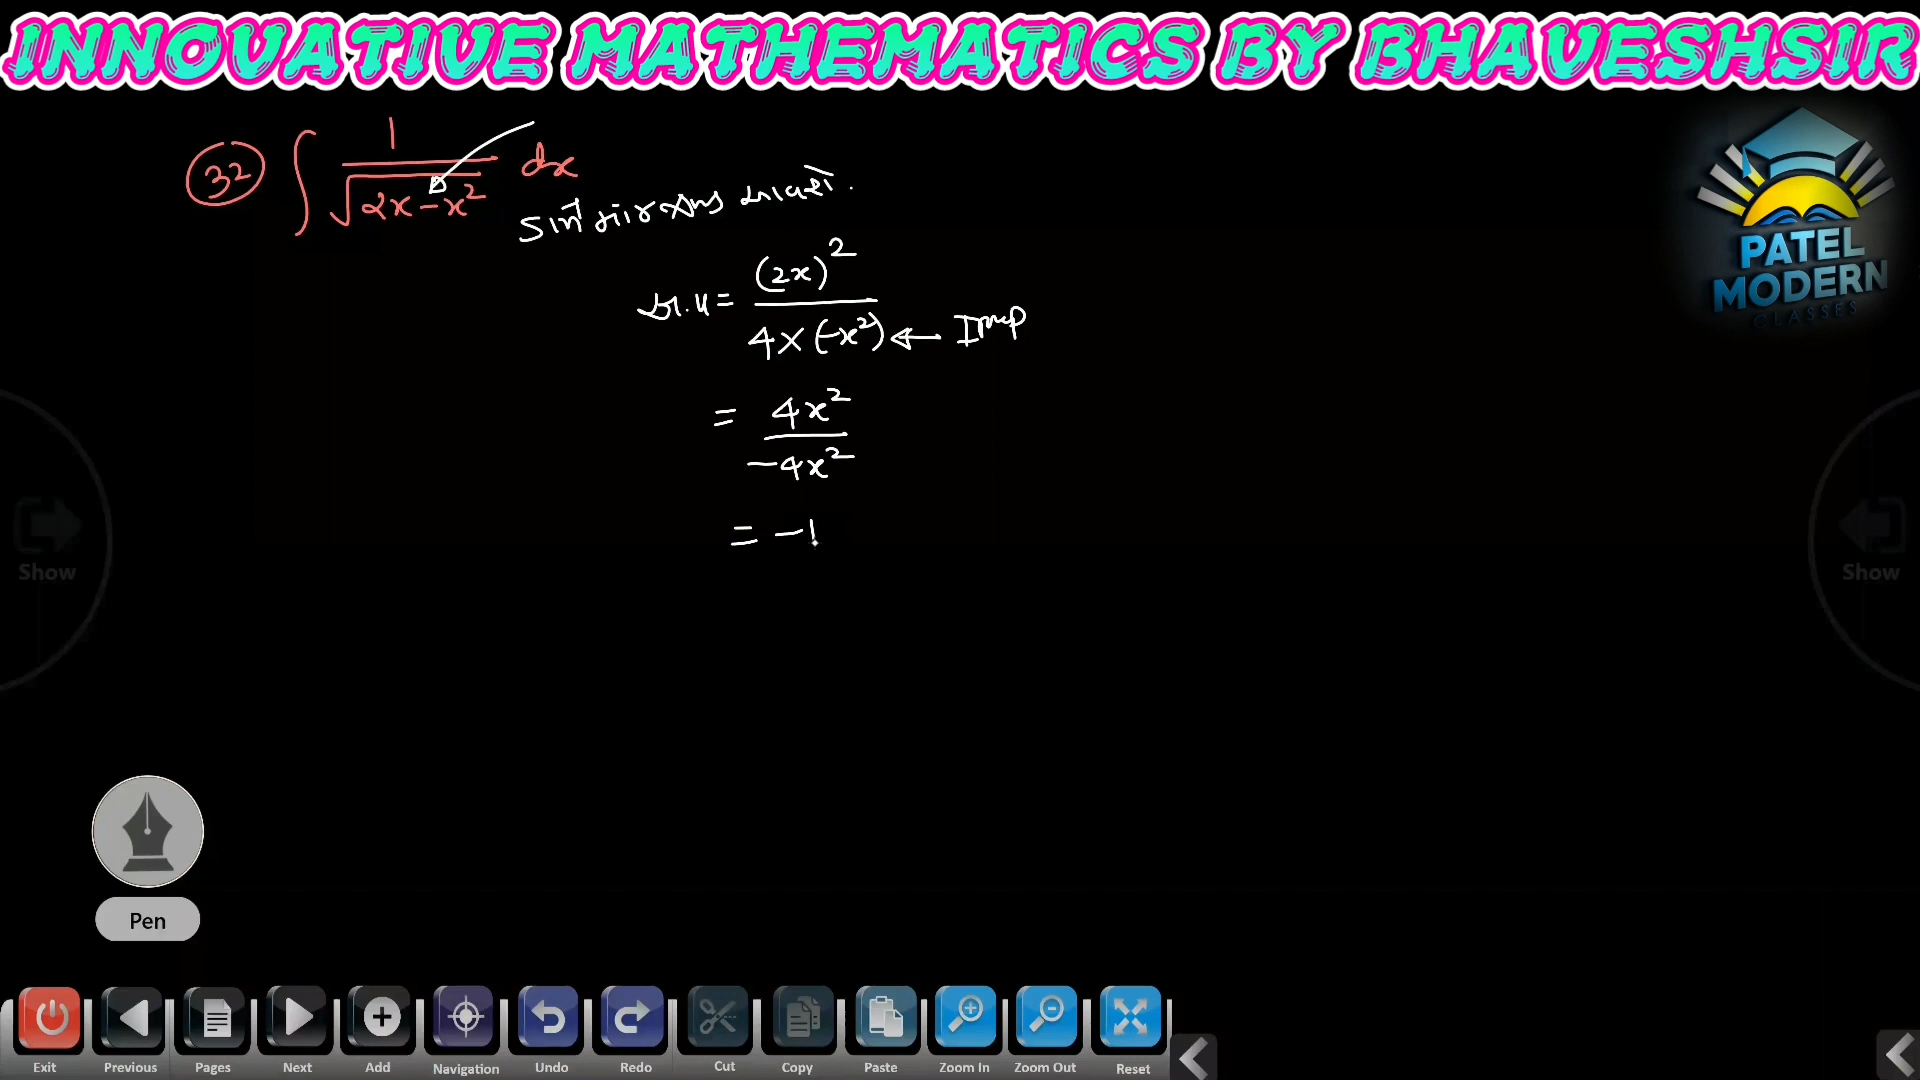 INNOVATIVE MATHEMATICS BY BHAVESHSIR
32 ∫ 1/√(2x-x²) dx
Sin⁻¹
= (2x)²/(4×(-x²)) ← Imp
= 4x²/-4x²
= -1
PATEL
MODERN
CLASSES
Show
Show
Pen
Exit
Previous
Pages
Next
Add
Navigation
Undo
Redo
Cut
Copy
Paste
Zoom In
Zoom Out
Reset